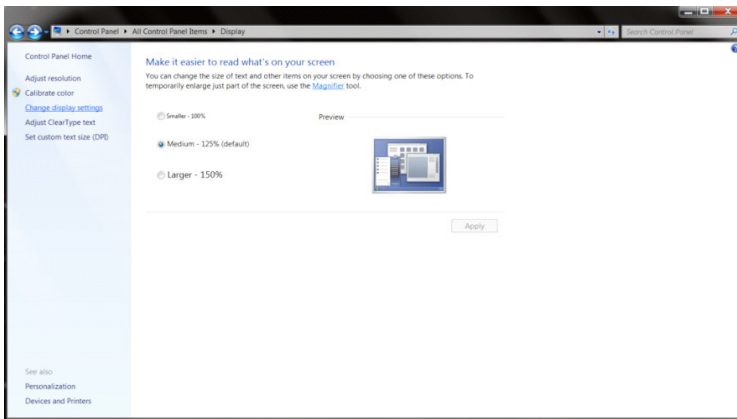 Control Panel ▸ All Control Panel Items ▸ Display
Search Control Panel
Control Panel Home
Adjust resolution
Calibrate color
Change display settings
Adjust ClearType text
Set custom text size (DPI)
Make it easier to read what's on your screen
You can change the size of text and other items on your screen by choosing one of these options. To
temporarily enlarge just part of the screen, use the Magnifier tool.
Smaller - 100%
Preview
Medium - 125% (default)
Larger - 150%
Apply
See also
Personalization
Devices and Printers